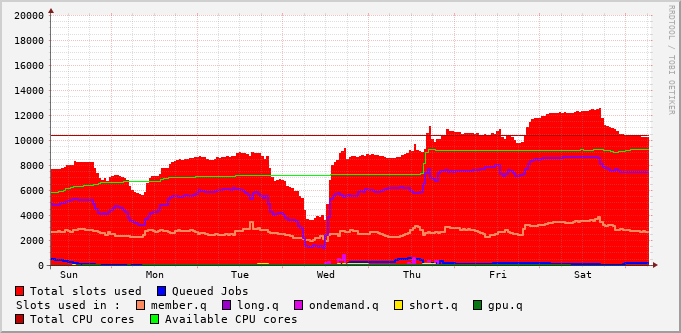 RRDTOOL / TOBI OETIKER
20000
18000
16000
14000
12000
10000
8000
6000
4000
2000
0
Sun Mon Tue Wed Thu Fri Sat
Total slots used Queued Jobs
Slots used in : member.q long.q ondemand.q short.q gpu.q
Total CPU cores Available CPU cores